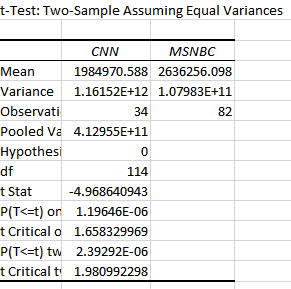 t-Test: Two-Sample Assuming Equal Variances
CNN MSNBC
Mean 1984970.588 2636256.098
Variance 1.16152E+12 1.07983E+11
Observati 34 82
Pooled Va 4.12955E+11
Hypothesi 0
df 114
t Stat -4.968640943
P(T<=t) on 1.19646E-06
t Critical o 1.658329969
P(T<=t) tw 2.39292E-06
t Critical t 1.980992298